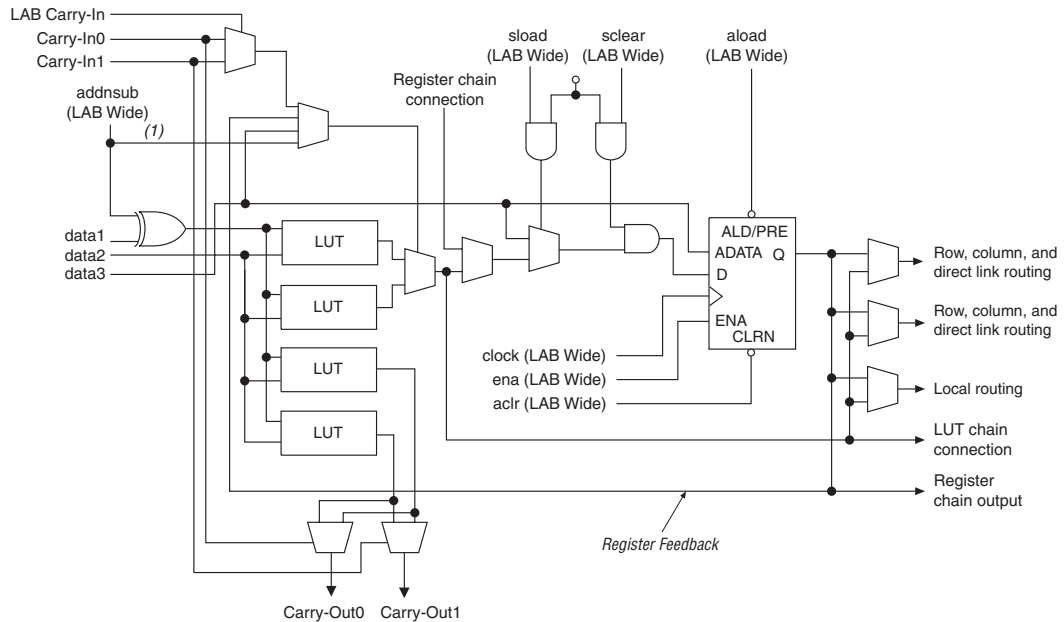 LAB Carry-In
Carry-In0
Carry-In1
addnsub
(LAB Wide)
(1)
Register chain
connection
sload
(LAB Wide)
sclear
(LAB Wide)
aload
(LAB Wide)
data1
data2
data3
LUT
LUT
LUT
LUT
ALD/PRE
ADATA
Q
D
ENA
CLRN
clock (LAB Wide)
ena (LAB Wide)
aclr (LAB Wide)
Row, column, and
direct link routing
Row, column, and
direct link routing
Local routing
LUT chain
connection
Register
chain output
Register Feedback
Carry-Out0
Carry-Out1